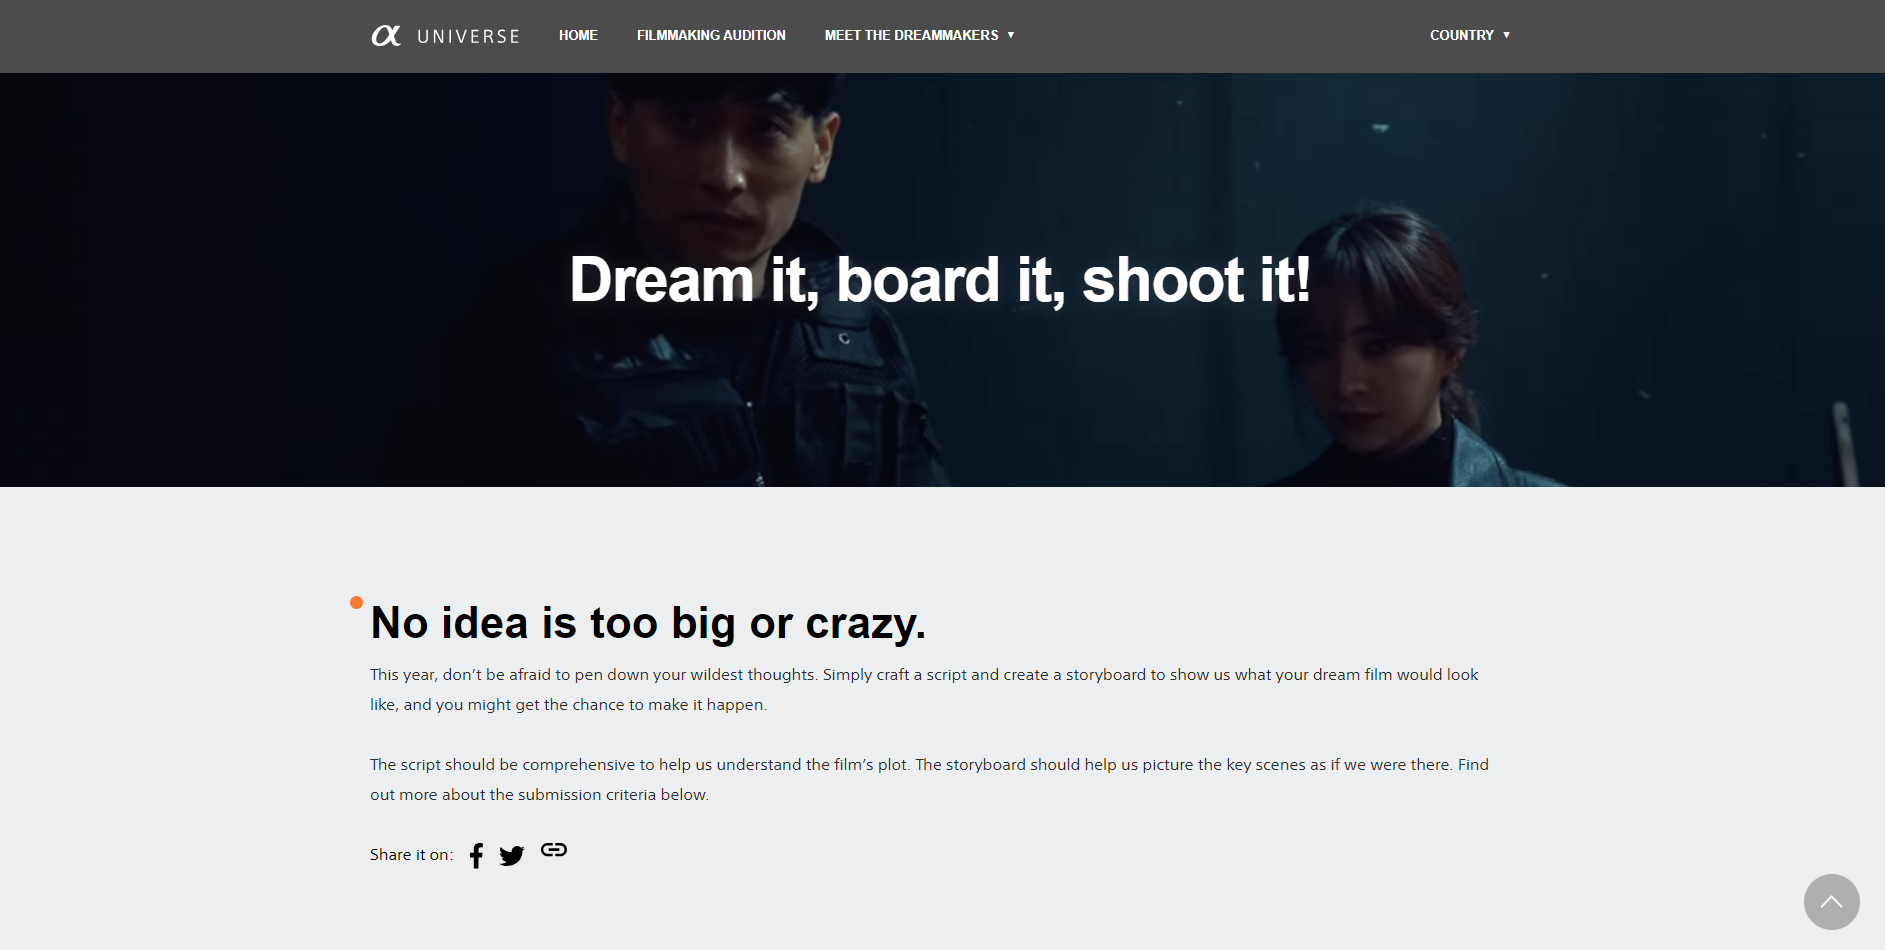 α UNIVERSE HOME FILMMAKING AUDITION MEET THE DREAMMAKERS ▼ COUNTRY ▼
Dream it, board it, shoot it!
No idea is too big or crazy.
This year, don’t be afraid to pen down your wildest thoughts. Simply craft a script and create a storyboard to show us what your dream film would look
like, and you might get the chance to make it happen.
The script should be comprehensive to help us understand the film’s plot. The storyboard should help us picture the key scenes as if we were there. Find
out more about the submission criteria below.
Share it on: